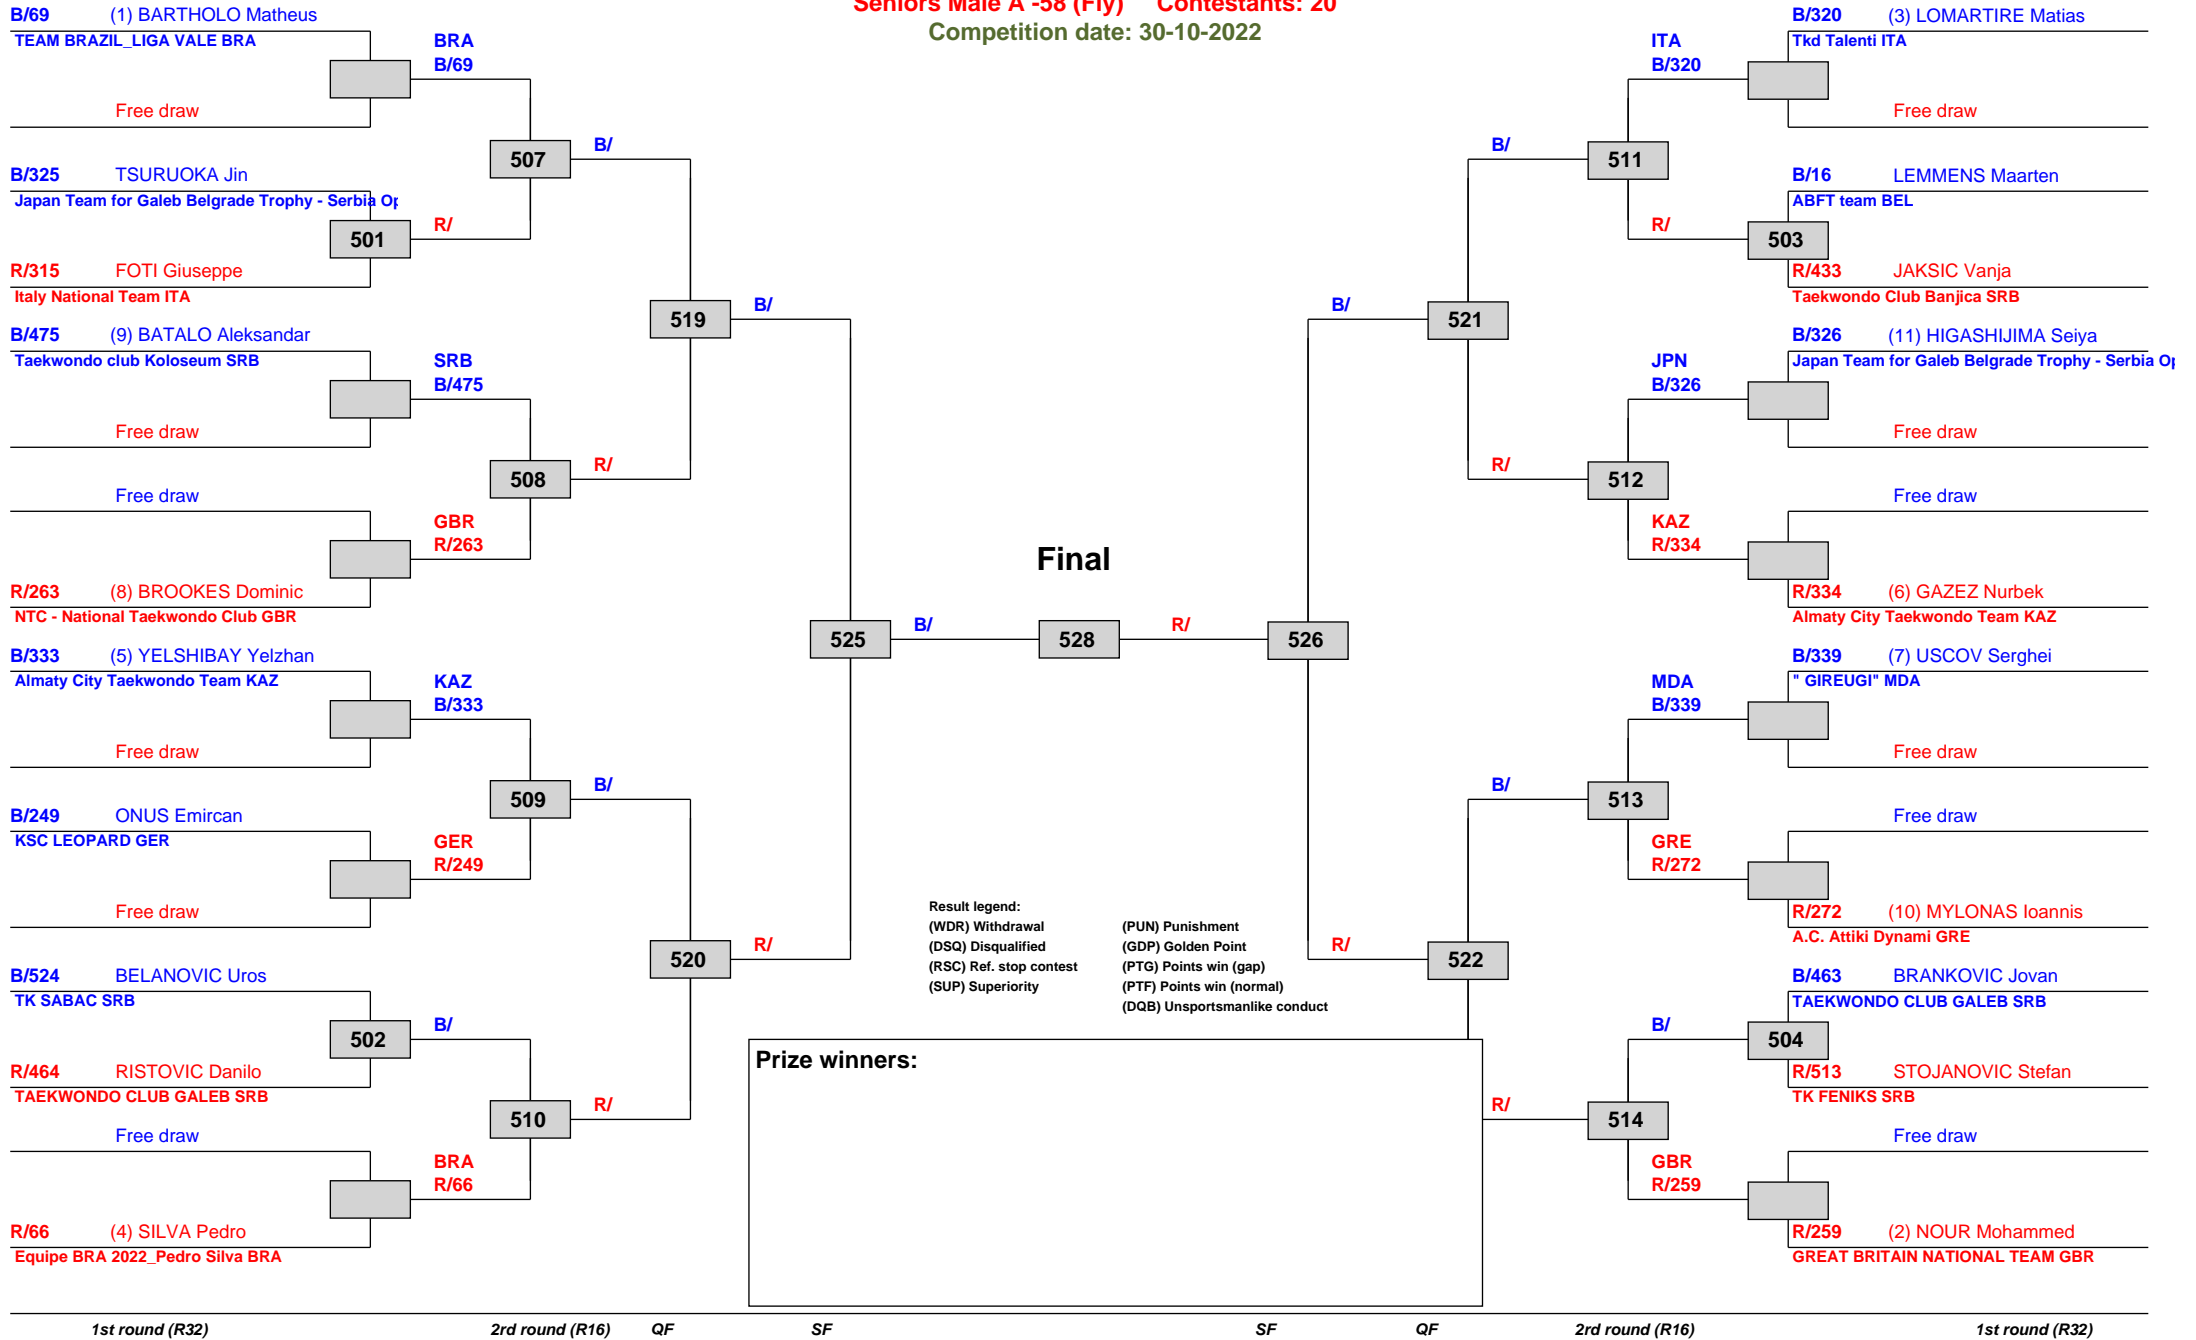 Seniors Male A -58 (Fly) Contestants: 20
Competition date: 30-10-2022
B/69 (1) BARTHOLO Matheus
TEAM BRAZIL_LIGA VALE BRA
Free draw
BRA
B/69
B/325 TSURUOKA Jin
Japan Team for Galeb Belgrade Trophy - Serbia Op
501
R/
R/315 FOTI Giuseppe
Italy National Team ITA
507
B/
B/475 (9) BATALO Aleksandar
Taekwondo club Koloseum SRB
Free draw
SRB
B/475
Free draw
GBR
R/263
R/263 (8) BROOKES Dominic
NTC - National Taekwondo Club GBR
508
R/
519
B/
B/333 (5) YELSHIBAY Yelzhan
Almaty City Taekwondo Team KAZ
Free draw
KAZ
B/333
B/249 ONUS Emircan
KSC LEOPARD GER
Free draw
GER
R/249
509
B/
B/524 BELANOVIC Uros
TK SABAC SRB
502
B/
R/464 RISTOVIC Danilo
TAEKWONDO CLUB GALEB SRB
Free draw
BRA
R/66
R/66 (4) SILVA Pedro
Equipe BRA 2022_Pedro Silva BRA
510
R/
520
R/
525
B/
Final
528
R/
526
B/
521
B/
511
ITA
B/320
B/320 (3) LOMARTIRE Matias
Tkd Talenti ITA
Free draw
R/
503
B/16 LEMMENS Maarten
ABFT team BEL
R/433 JAKSIC Vanja
Taekwondo Club Banjica SRB
R/
512
JPN
B/326
B/326 (11) HIGASHIJIMA Seiya
Japan Team for Galeb Belgrade Trophy - Serbia Op
Free draw
Free draw
KAZ
R/334
R/334 (6) GAZEZ Nurbek
Almaty City Taekwondo Team KAZ
R/
522
B/
513
MDA
B/339
B/339 (7) USCOV Serghei
" GIREUGI" MDA
Free draw
Free draw
GRE
R/272
R/272 (10) MYLONAS Ioannis
A.C. Attiki Dynami GRE
R/
514
B/
504
B/463 BRANKOVIC Jovan
TAEKWONDO CLUB GALEB SRB
R/513 STOJANOVIC Stefan
TK FENIKS SRB
Free draw
GBR
R/259
R/259 (2) NOUR Mohammed
GREAT BRITAIN NATIONAL TEAM GBR
Result legend:
(WDR) Withdrawal (PUN) Punishment
(DSQ) Disqualified (GDP) Golden Point
(RSC) Ref. stop contest (PTG) Points win (gap)
(SUP) Superiority (PTF) Points win (normal)
(DQB) Unsportsmanlike conduct
Prize winners:
1st round (R32) 2rd round (R16) QF SF SF QF 2rd round (R16) 1st round (R32)